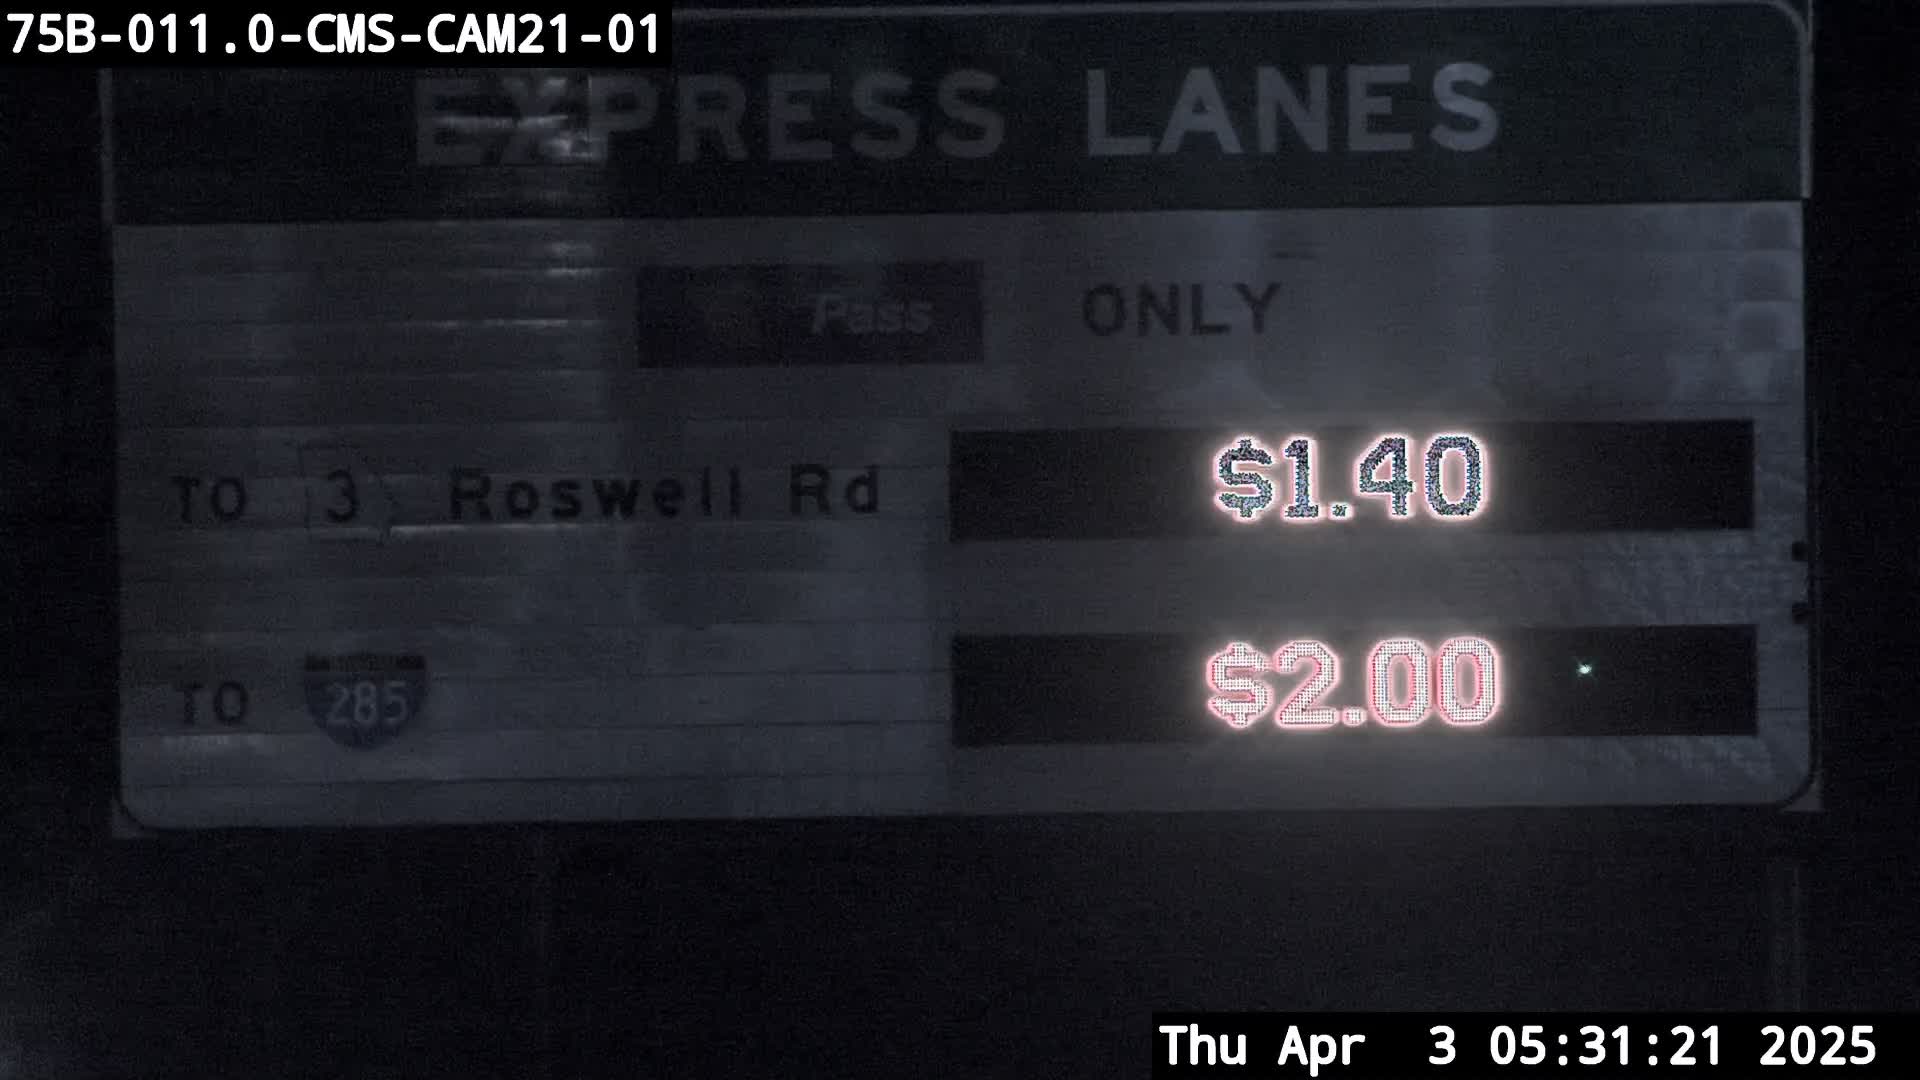 75B-011.0-CMS-CAM21-01
EXPRESS LANES
Pass ONLY
TO 3 Roswell Rd $1.40
TO 285 $2.00
Thu Apr 3 05:31:21 2025